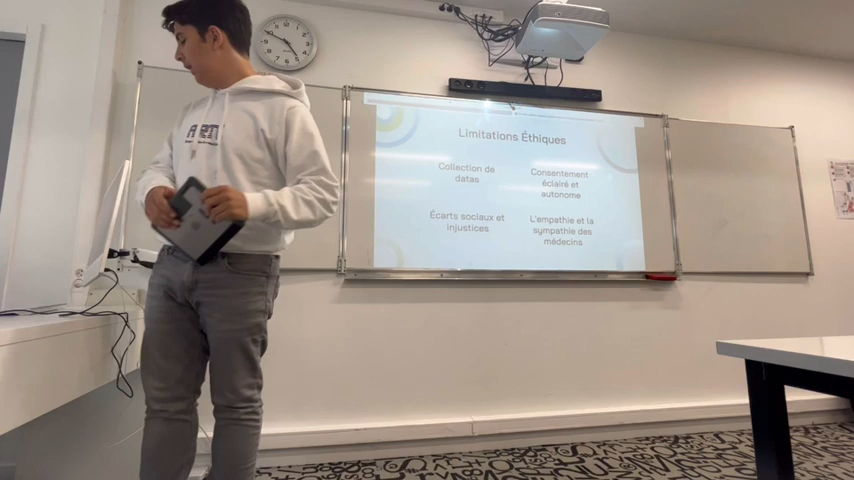 Limitations Éthiques
Collection de
datas
Consentement
éclairé et
autonome
Écarts sociaux et
injustices
L'empathie et la
sympathie des
médecins